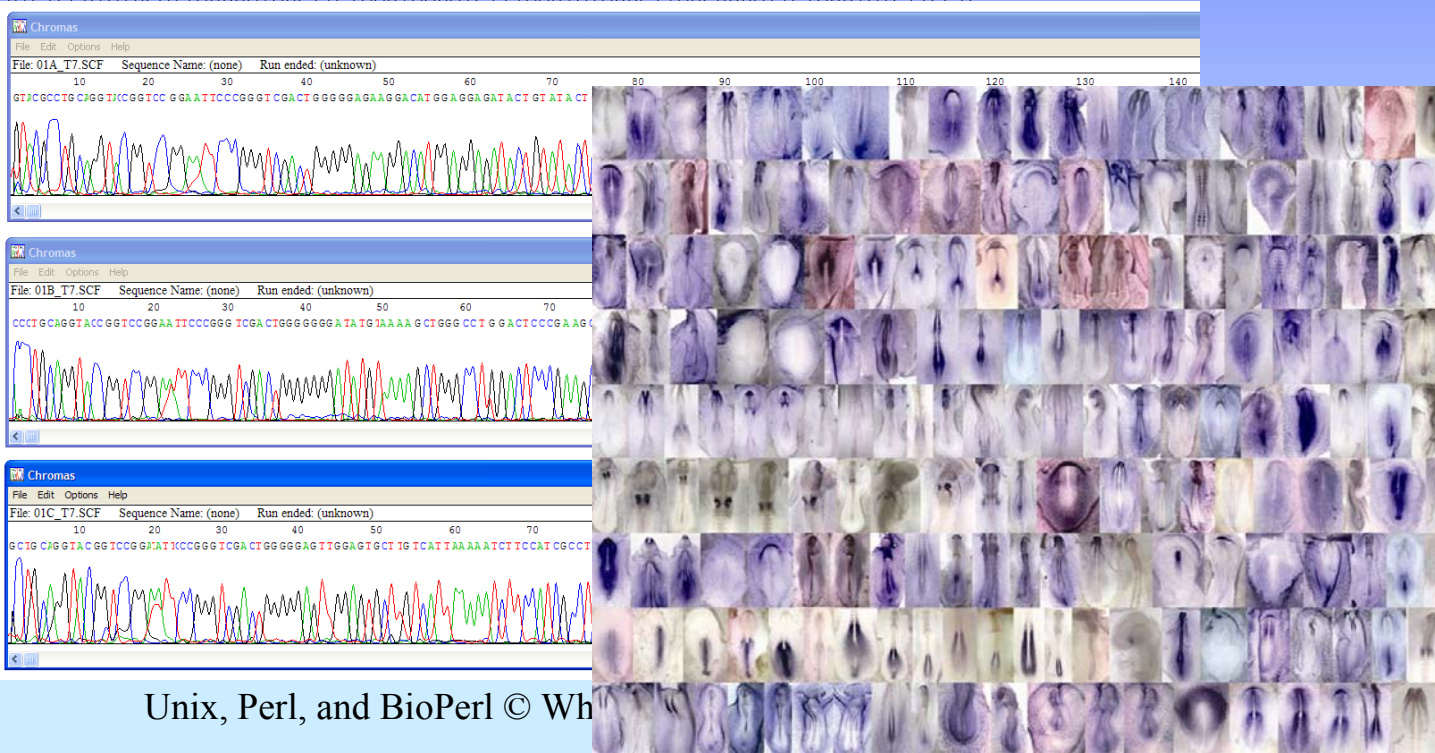 Chromas
File Edit Options Help
File: 01A_T7.SCF Sequence Name: (none) Run ended: (unknown)
10 20 30 40 50 60 70 80 90 100 110 120 130 140
GTACGCCTGCAGGTACCGGTCCGGAATTCCCGGGTCGACTGGGGGAGAAGGACATGGAGGAGATACTGTATACT
Chromas
File Edit Options Help
File: 01B_T7.SCF Sequence Name: (none) Run ended: (unknown)
10 20 30 40 50 60 70
CCCTGCAGGTACCGGTCCGGAATTCCCGGGTCGACTGGGGGGGATATGTAAAAGCTGGGCCTGGACTCCCGAAGC
Chromas
File Edit Options Help
File: 01C_T7.SCF Sequence Name: (none) Run ended: (unknown)
10 20 30 40 50 60 70
GCTGCAGGTACGGTCCGGAATTCCCGGGTCGACTGGGGGAGTTGGAGTGCTTGTCATTAAAAATCTTCCATCGCCT
Unix, Perl, and BioPerl © Wh